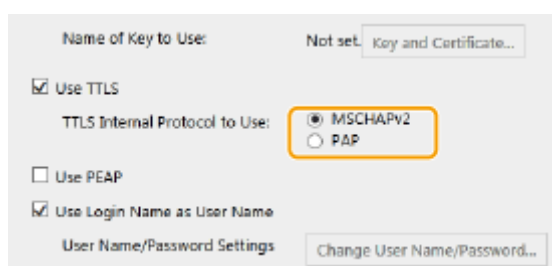 Name of Key to Use: Not set. Key and Certificate...
Use TTLS
TTLS Internal Protocol to Use: MSCHAPv2
PAP
Use PEAP
Use Login Name as User Name
User Name/Password Settings Change User Name/Password...